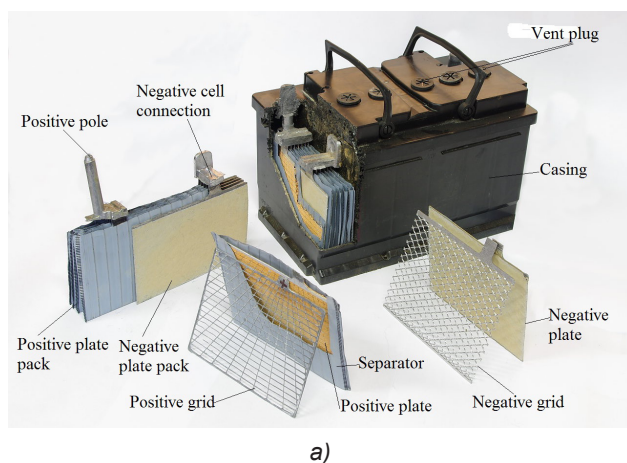 Vent plug
Negative cell
connection
Positive pole
Casing
Positive plate
pack
Negative
plate pack
Separator
Negative
plate
Positive grid
Positive plate
Negative grid
a)